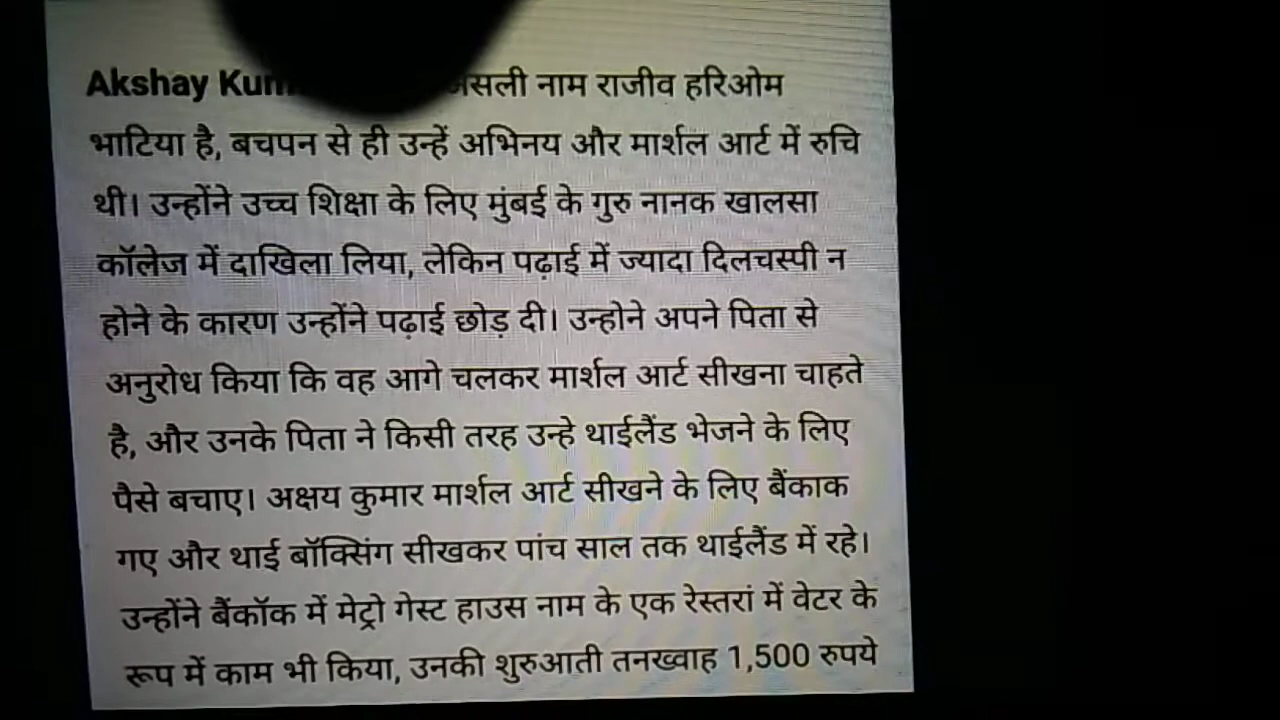 Akshay नाम राजीव हरिओम
भाटिया है, बचपन से ही उन्हें अभिनय और मार्शल आर्ट में रुचि
थी। उन्होंने उच्च शिक्षा के लिए मुंबई के गुरु नानक खालसा
कॉलेज में दाखिला लिया, लेकिन पढ़ाई में ज्यादा दिलचस्पी न
होने के कारण उन्होंने पढ़ाई छोड़ दी। उन्होने अपने पिता से
अनुरोध किया कि वह आगे चलकर मार्शल आर्ट सीखना चाहते
है, और उनके पिता ने किसी तरह उन्हे थाईलैंड भेजने के लिए
पैसे बचाए। अक्षय कुमार मार्शल आर्ट सीखने के लिए बैंकाक
गए और थाई बॉक्सिंग सीखकर पांच साल तक थाईलैंड में रहे।
उन्होंने बैंकॉक में मेट्रो गेस्ट हाउस नाम के एक रेस्तरां में वेटर के
रूप में काम भी किया, उनकी शुरुआती तनख्वाह 1,500 रुपये